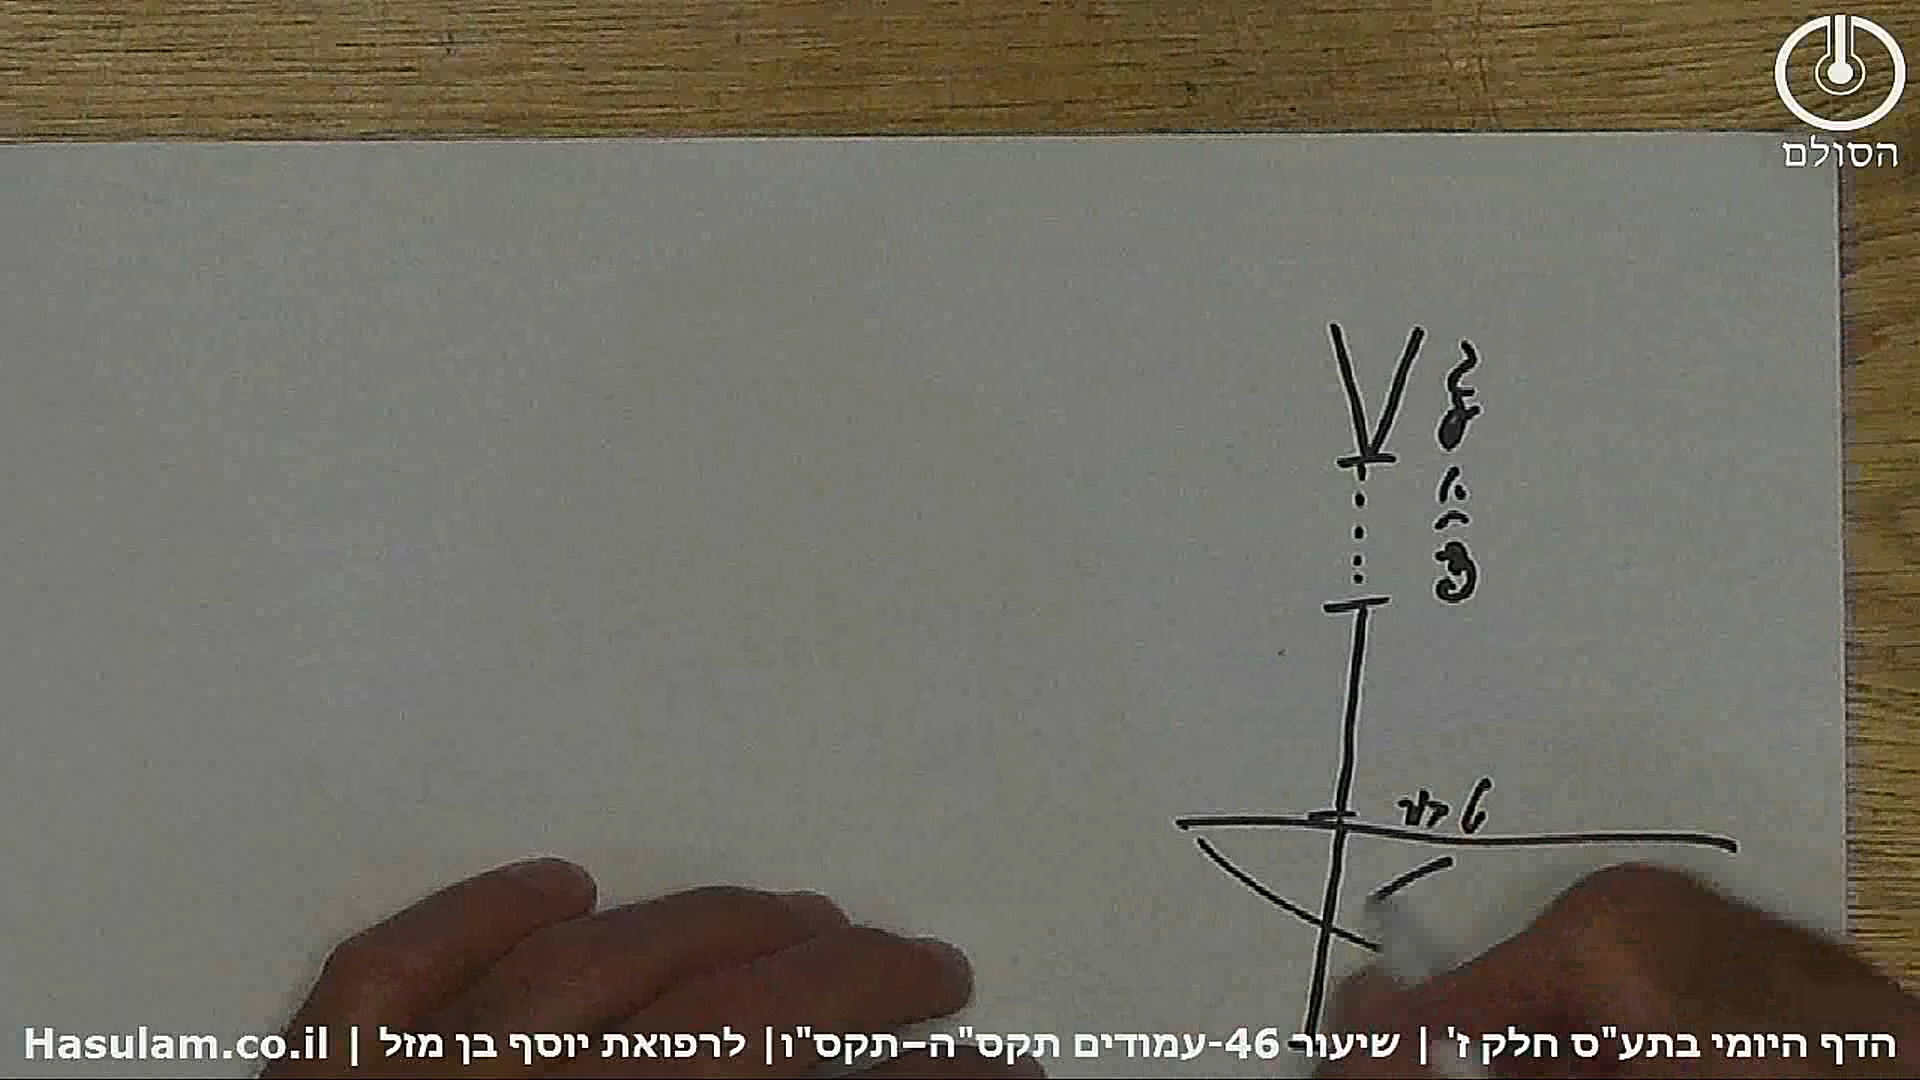 הסולם
הדף היומי בתע"ס חלק ז' | שיעור 46-עמודים תקס"ה–תקס"ו| לרפואת יוסף בן מזל | Hasulam.co.il